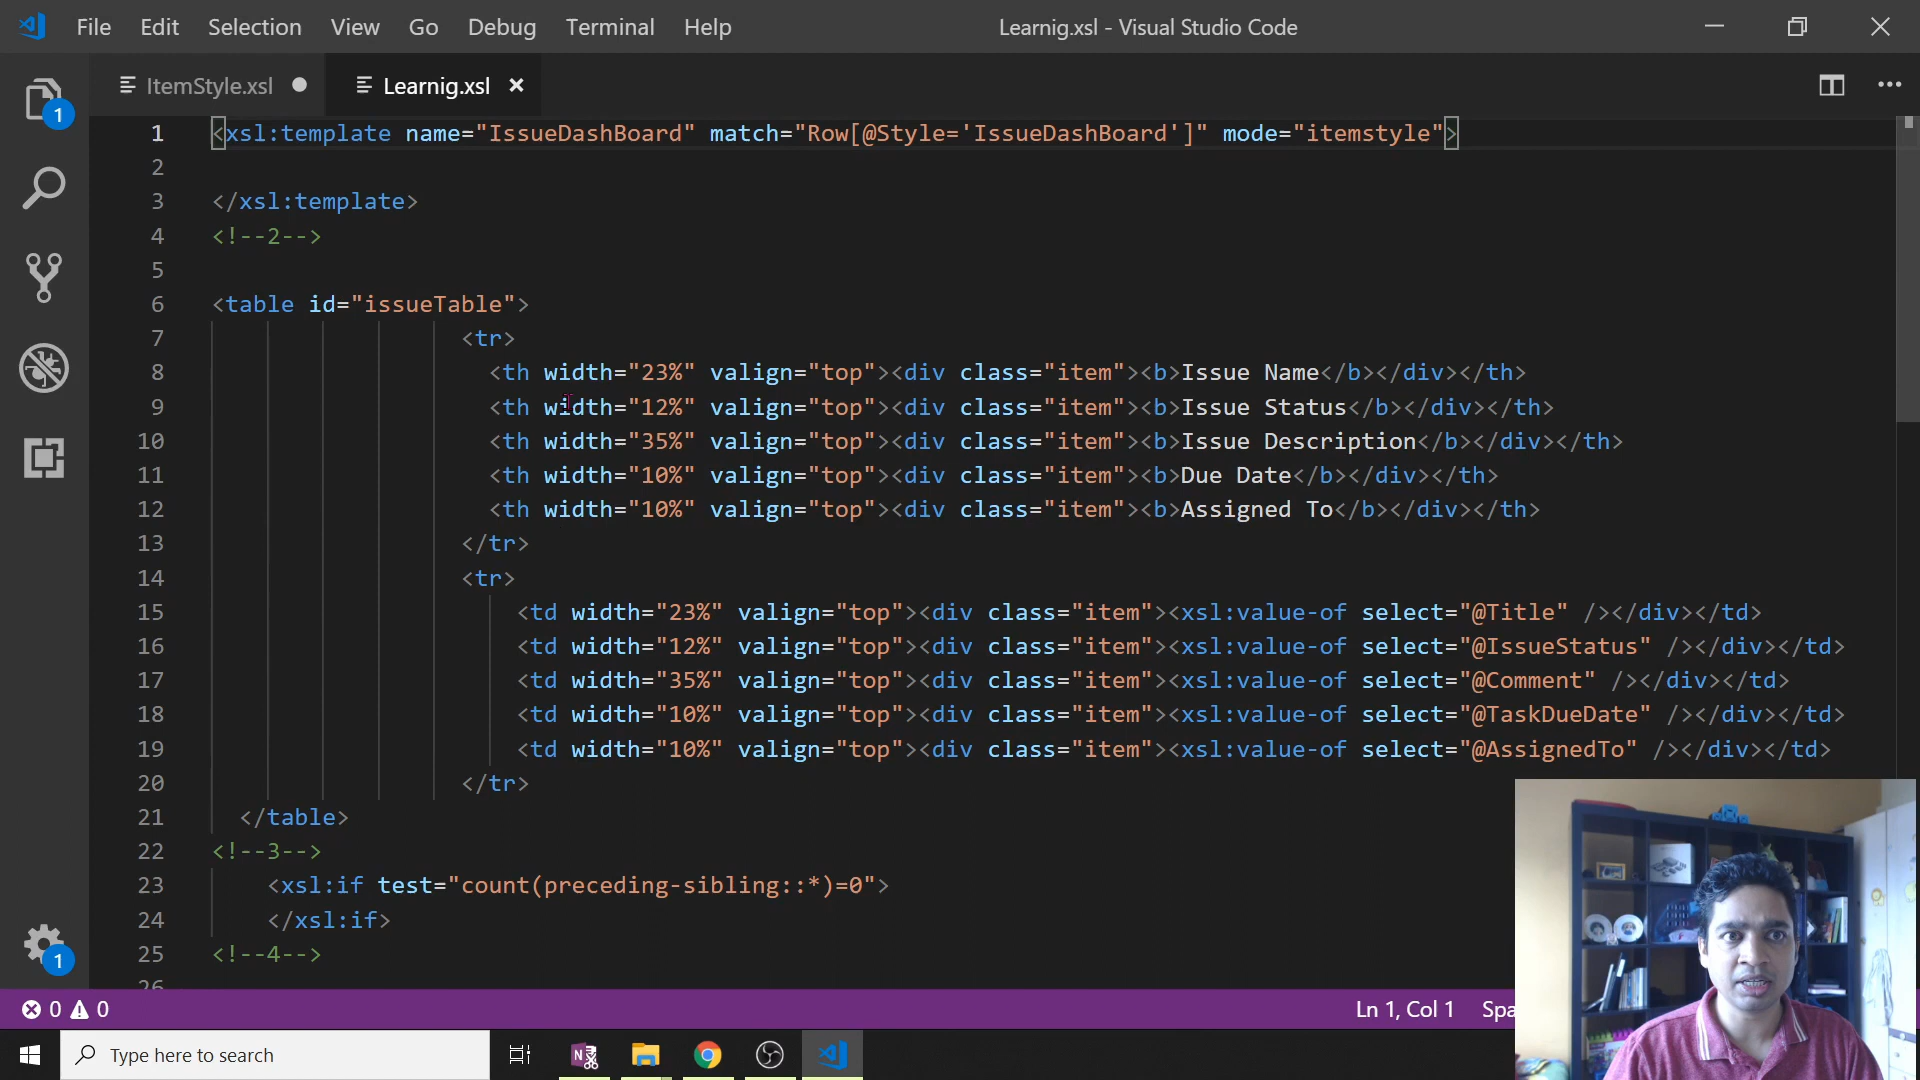 File Edit Selection View Go Debug Terminal Help Learnig.xsl - Visual Studio Code
ItemStyle.xsl Learnig.xsl
1
1 <xsl:template name="IssueDashBoard" match="Row[@Style='IssueDashBoard']" mode="itemstyle">
2
3 </xsl:template>
4 <!--2-->
5
6 <table id="issueTable">
7 <tr>
8 <th width="23%" valign="top"><div class="item"><b>Issue Name</b></div></th>
9 <th width="12%" valign="top"><div class="item"><b>Issue Status</b></div></th>
10 <th width="35%" valign="top"><div class="item"><b>Issue Description</b></div></th>
11 <th width="10%" valign="top"><div class="item"><b>Due Date</b></div></th>
12 <th width="10%" valign="top"><div class="item"><b>Assigned To</b></div></th>
13 </tr>
14 <tr>
15 <td width="23%" valign="top"><div class="item"><xsl:value-of select="@Title" /></div></td>
16 <td width="12%" valign="top"><div class="item"><xsl:value-of select="@IssueStatus" /></div></td>
17 <td width="35%" valign="top"><div class="item"><xsl:value-of select="@Comment" /></div></td>
18 <td width="10%" valign="top"><div class="item"><xsl:value-of select="@TaskDueDate" /></div></td>
19 <td width="10%" valign="top"><div class="item"><xsl:value-of select="@AssignedTo" /></div></td>
20 </tr>
21 </table>
22 <!--3-->
23 <xsl:if test="count(preceding-sibling::*)=0">
24 </xsl:if>
25 <!--4-->
26
1
0 0 Ln 1, Col 1 Spa
Type here to search